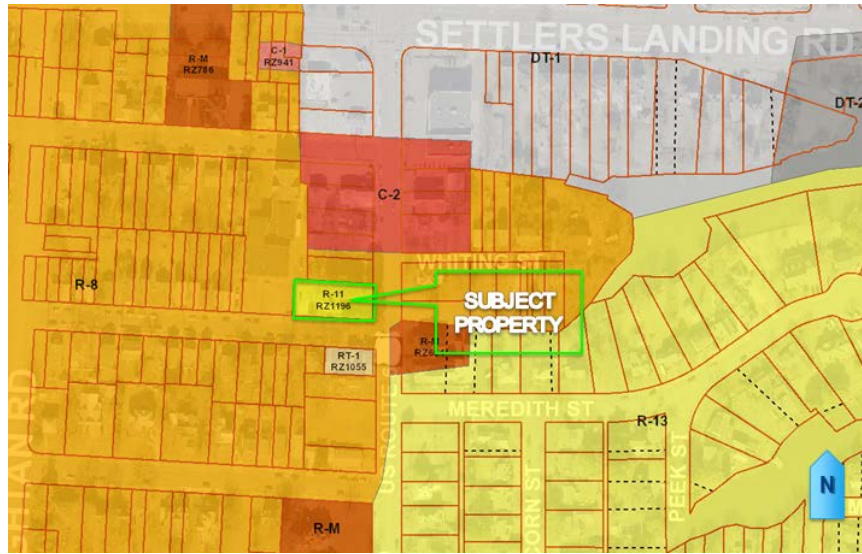 SETTLERS LANDING RD
R-M
RZ786
C-1
RZ941
DT-1
DT-2
C-2
WHITING ST
R-8
R-11
RZ1196
SUBJECT
PROPERTY
RT-1
RZ1055
MEREDITH ST
R-13
PEEK ST
N
R-M